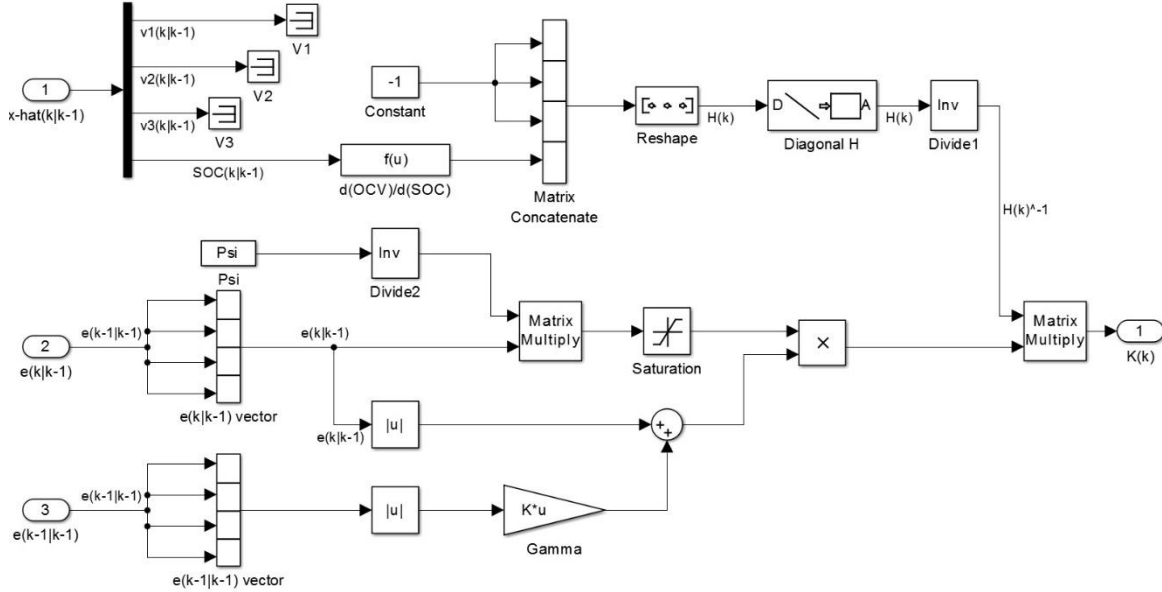 v1(k|k-1)
V1
1
x-hat(k|k-1)
v2(k|k-1)
V2
v3(k|k-1)
V3
SOC(k|k-1)
f(u)
d(OCV)/d(SOC)
-1
Constant
Matrix
Concatenate
Reshape
H(k)
D
A
Diagonal H
H(k)
Inv
Divide1
H(k)^-1
Psi
Psi
Inv
Divide2
2
e(k|k-1)
e(k-1|k-1)
e(k|k-1) vector
e(k|k-1)
Matrix
Multiply
Saturation
×
Matrix
Multiply
1
K(k)
e(k|k-1)
|u|
+
+
3
e(k-1|k-1)
e(k-1|k-1)
e(k-1|k-1) vector
|u|
K*u
Gamma